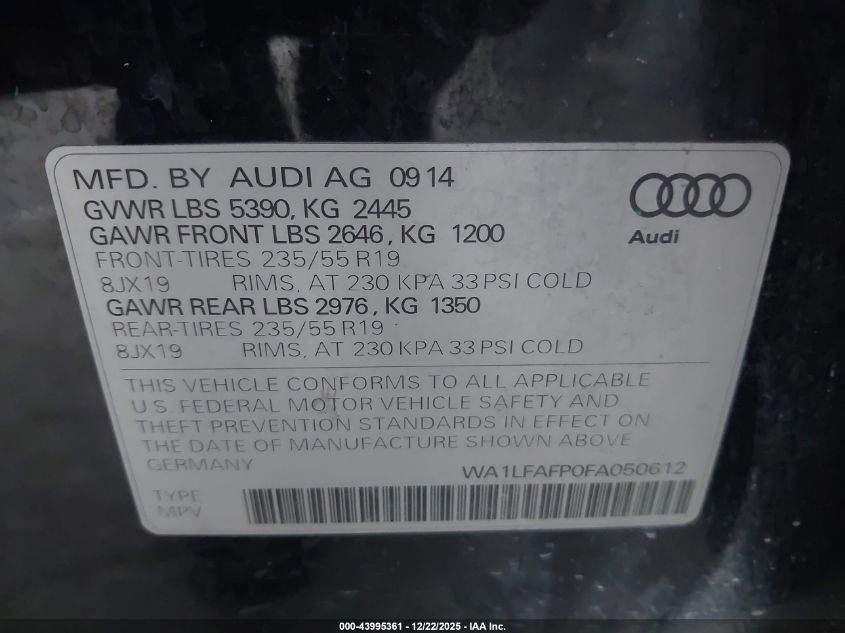 MFD. BY AUDI AG 0914
GVWR LBS 5390, KG 2445
GAWR FRONT LBS 2646, KG 1200
FRONT-TIRES 235/55 R19
8JX19 RIMS, AT 230 KPA 33 PSI COLD
GAWR REAR LBS 2976, KG 1350
REAR-TIRES 235/55 R19
8JX19 RIMS, AT 230 KPA 33 PSI COLD
Audi
THIS VEHICLE CONFORMS TO ALL APPLICABLE
U.S. FEDERAL MOTOR VEHICLE SAFETY AND
THEFT PREVENTION STANDARDS IN EFFECT ON
THE DATE OF MANUFACTURE SHOWN ABOVE
GERMANY WA1LFAFP0FA050612
TYPE
MPV
000-43995361 - 12/22/2025 - IAA Inc.